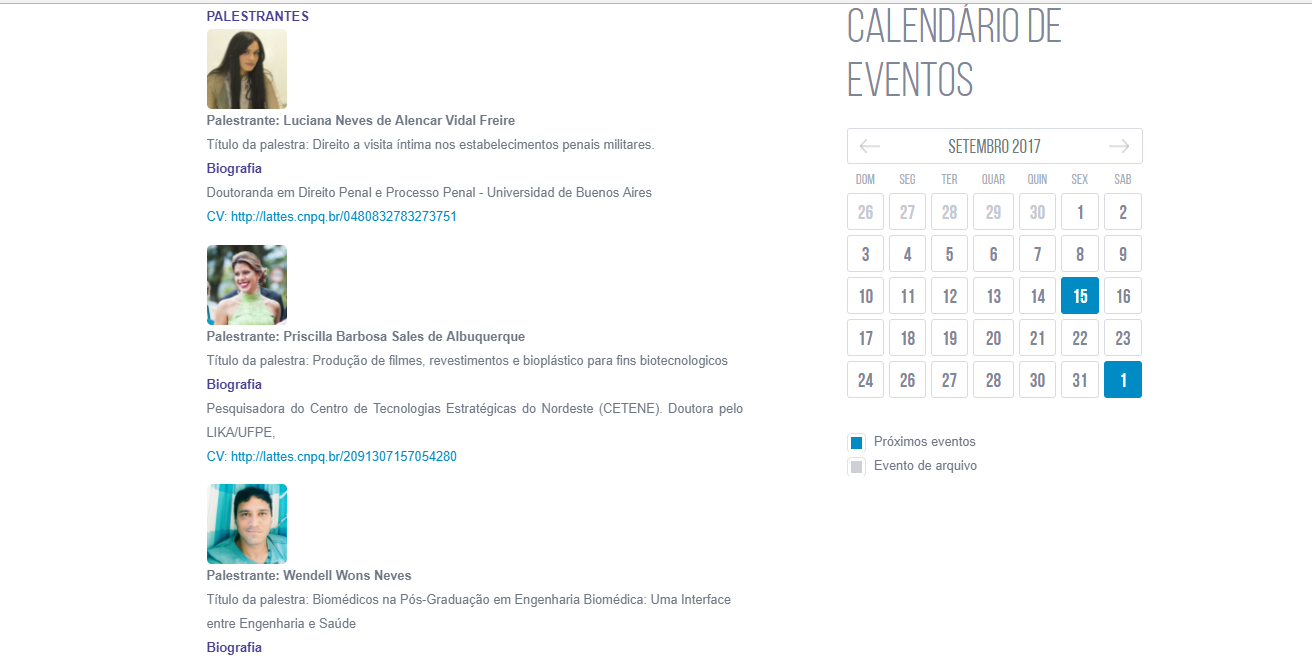 PALESTRANTES
Palestrante: Luciana Neves de Alencar Vidal Freire
Título da palestra: Direito a visita íntima nos estabelecimentos penais militares.
Biografia
Doutoranda em Direito Penal e Processo Penal - Universidad de Buenos Aires
CV: http://lattes.cnpq.br/0480832783273751
Palestrante: Priscilla Barbosa Sales de Albuquerque
Título da palestra: Produção de filmes, revestimentos e bioplástico para fins biotecnologicos
Biografia
Pesquisadora do Centro de Tecnologias Estratégicas do Nordeste (CETENE). Doutora pelo
LIKA/UFPE,
CV: http://lattes.cnpq.br/2091307157054280
Palestrante: Wendell Wons Neves
Título da palestra: Biomédicos na Pós-Graduação em Engenharia Biomédica: Uma Interface
entre Engenharia e Saúde
Biografia
CALENDÁRIO DE
EVENTOS
SETEMBRO 2017
DOM SEG TER QUAR QUIN SEX SAB
26 27 28 29 30 1 2
3 4 5 6 7 8 9
10 11 12 13 14 15 16
17 18 19 20 21 22 23
24 26 27 28 30 31 1
Próximos eventos
Evento de arquivo